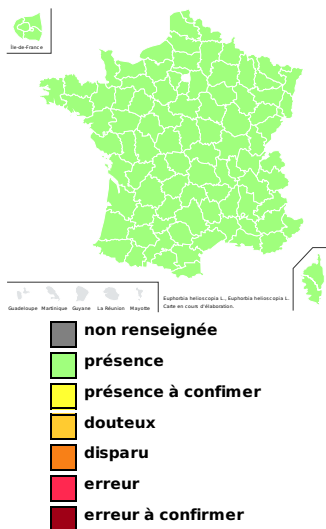 Île-de-France
Guadeloupe Martinique Guyane La Réunion Mayotte
Euphorbia helioscopia L., Euphorbia helioscopia L.
Carte en cours d'élaboration.
non renseignée
présence
présence à confimer
douteux
disparu
erreur
erreur à confirmer